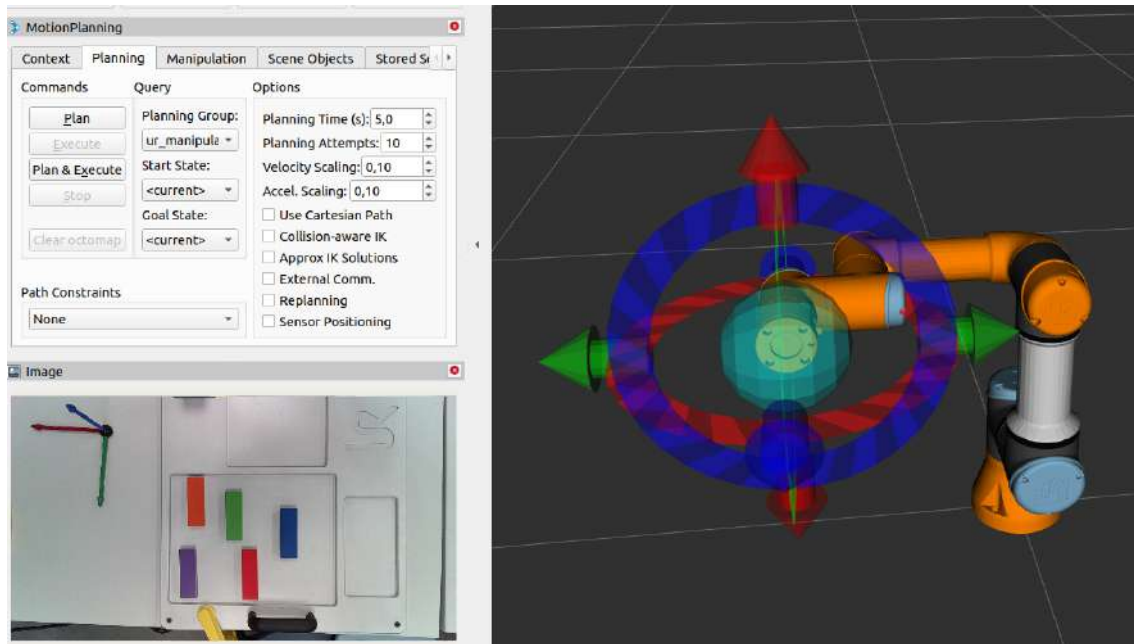 MotionPlanning
Context Planning Manipulation Scene Objects Stored S
Commands Query Options
Plan
Execute
Plan & Execute
Stop
Clear octomap
Planning Group:
ur_manipula
Start State:
<current>
Goal State:
<current>
Planning Time (s): 5,0
Planning Attempts: 10
Velocity Scaling: 0,10
Accel. Scaling: 0,10
Use Cartesian Path
Collision-aware IK
Approx IK Solutions
External Comm.
Replanning
Sensor Positioning
Path Constraints
None
Image